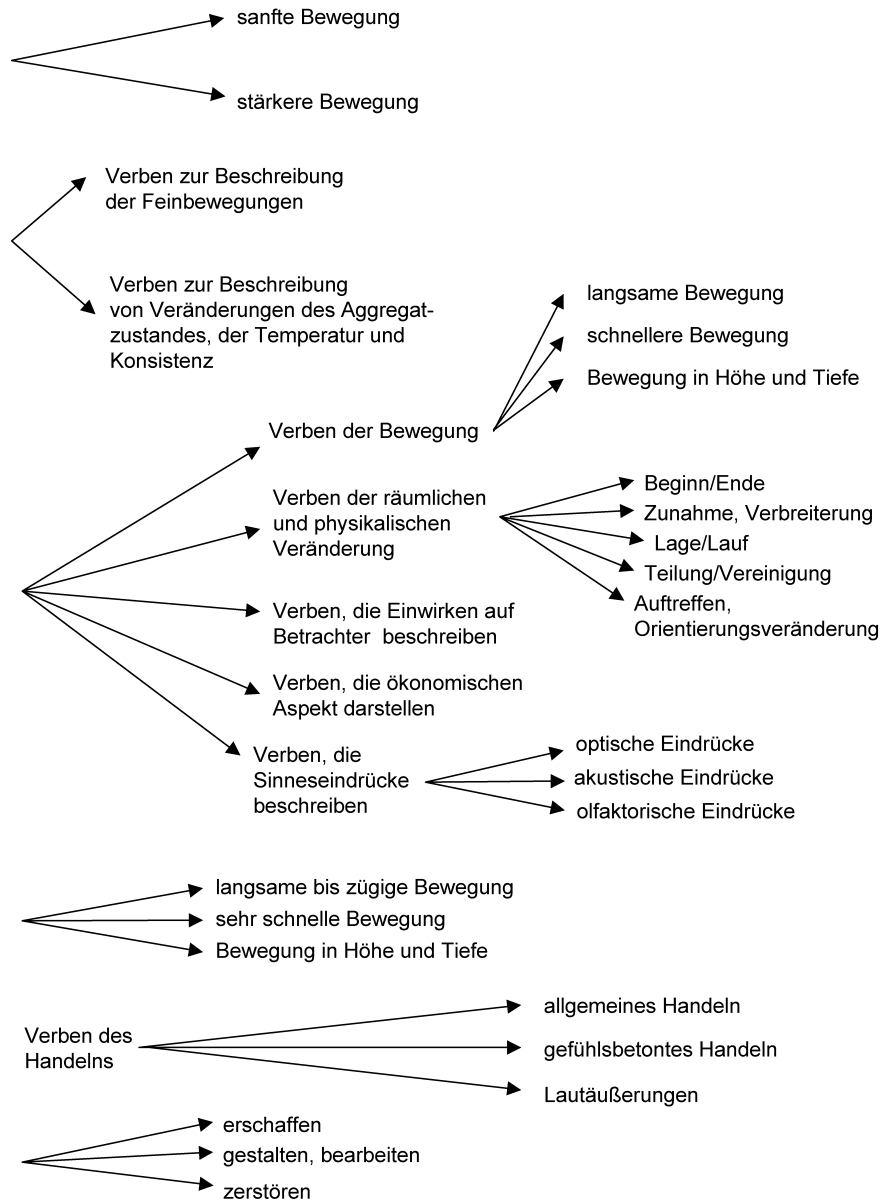 sanfte Bewegung
stärkere Bewegung
Verben zur Beschreibung
der Feinbewegungen
Verben zur Beschreibung
von Veränderungen des Aggregat-
zustandes, der Temperatur und
Konsistenz
langsame Bewegung
schnellere Bewegung
Bewegung in Höhe und Tiefe
Verben der Bewegung
Verben der räumlichen
und physikalischen
Veränderung
Beginn/Ende
Zunahme, Verbreiterung
Lage/Lauf
Teilung/Vereinigung
Auftreffen,
Orientierungsveränderung
Verben, die Einwirken auf
Betrachter beschreiben
Verben, die ökonomischen
Aspekt darstellen
Verben, die
Sinneseindrücke
beschreiben
optische Eindrücke
akustische Eindrücke
olfaktorische Eindrücke
langsame bis zügige Bewegung
sehr schnelle Bewegung
Bewegung in Höhe und Tiefe
Verben des
Handelns
allgemeines Handeln
gefühlsbetontes Handeln
Lautäußerungen
erschaffen
gestalten, bearbeiten
zerstören